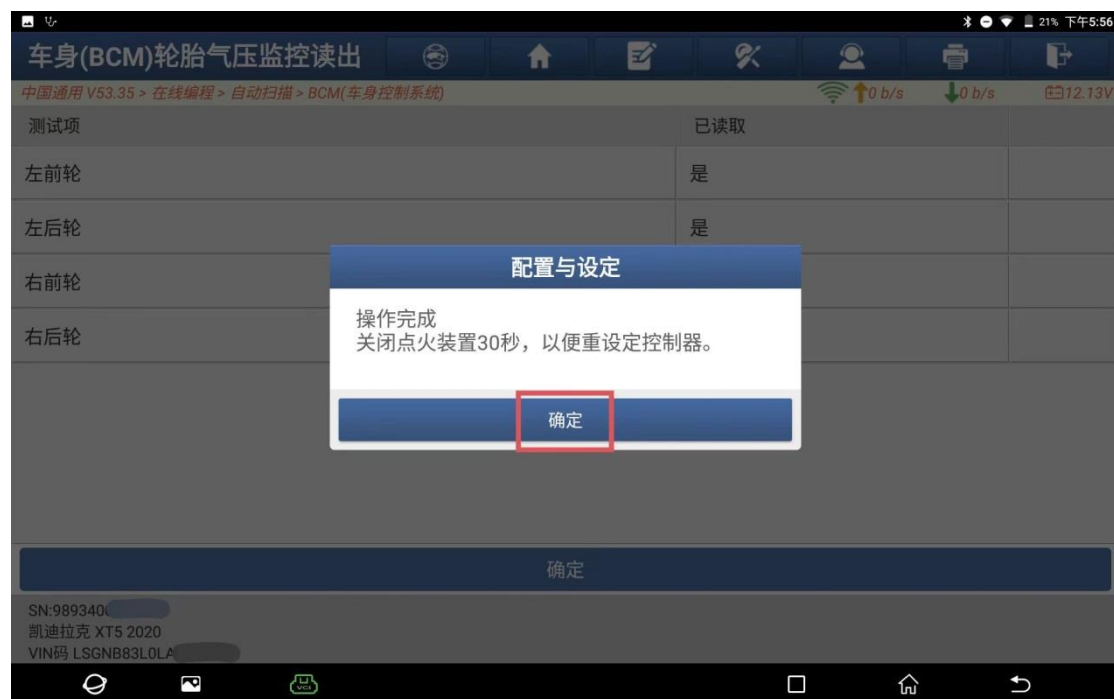 21% 下午5:56
车身(BCM)轮胎气压监控读出
中国通用 V53.35 > 在线编程 > 自动扫描 > BCM(车身控制系统)
0 b/s 0 b/s 12.13V
测试项 已读取
左前轮 是
左后轮 是
右前轮
右后轮
配置与设定
操作完成
关闭点火装置30秒，以便重设定控制器。
确定
确定
SN:989340
凯迪拉克 XT5 2020
VIN码 LSGNB83L0LA
VCI